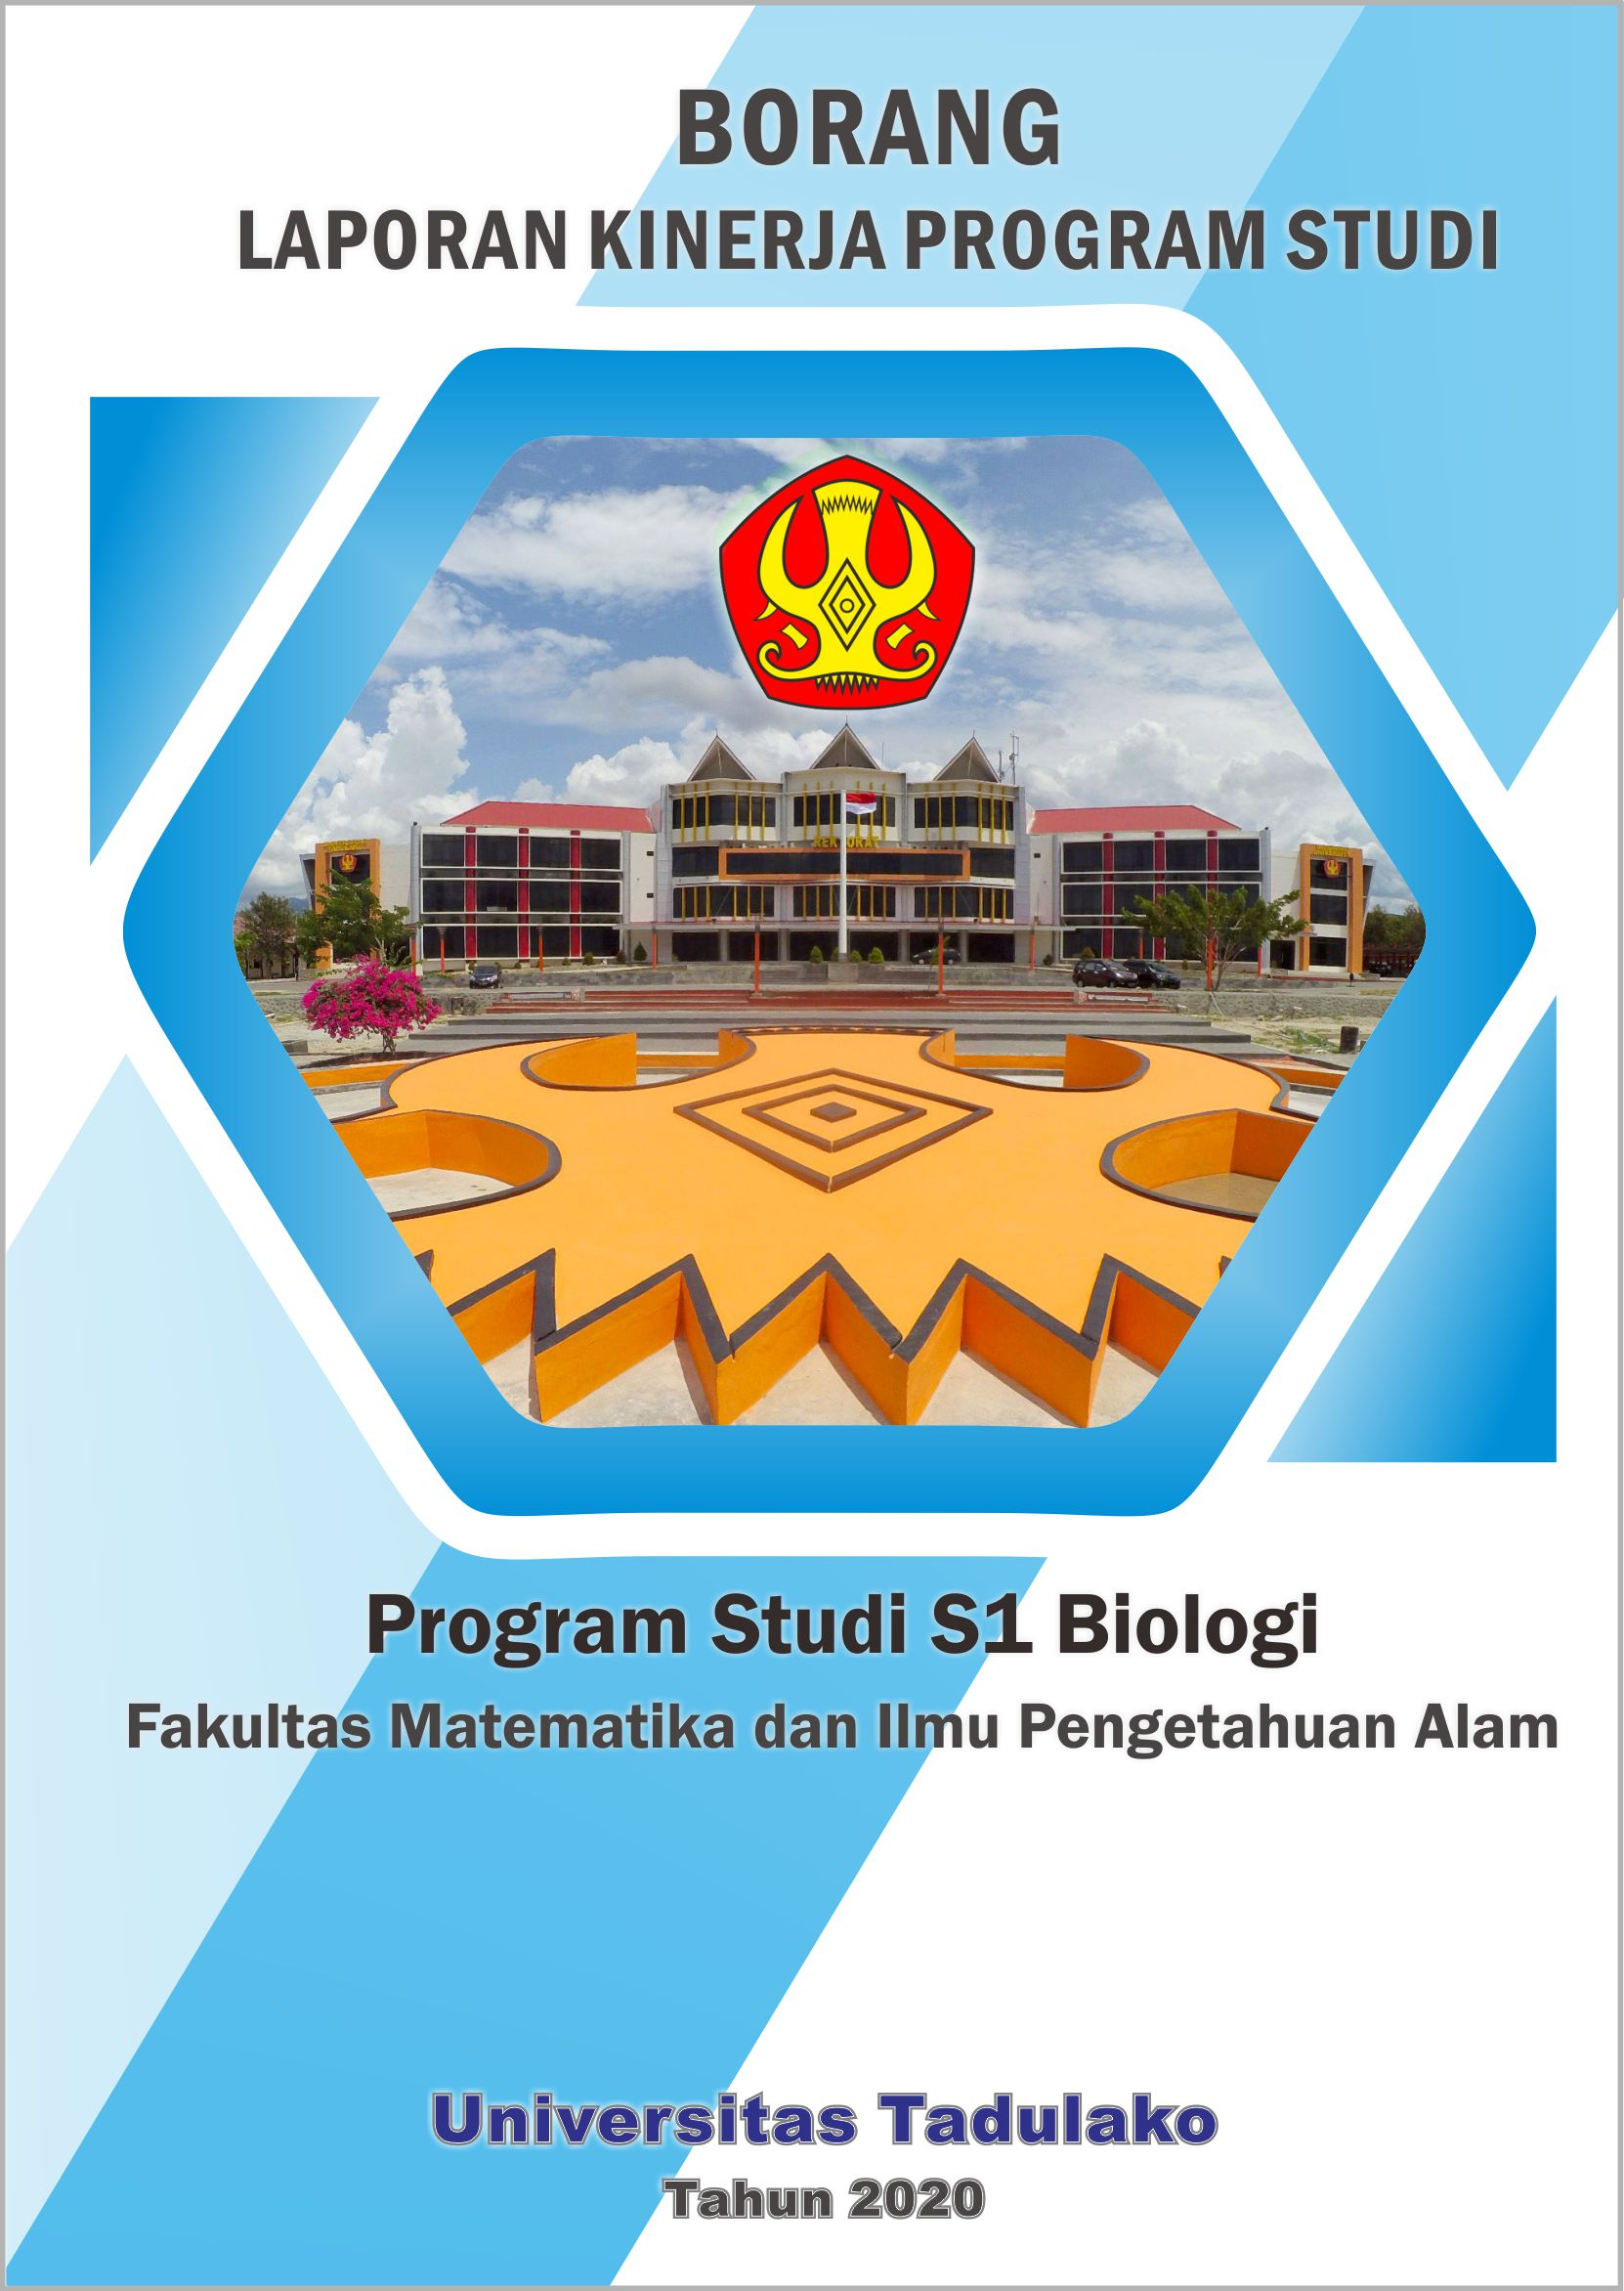 BORANG
LAPORAN KINERJA PROGRAM STUDI
REKTORAT
Program Studi S1 Biologi
Fakultas Matematika dan Ilmu Pengetahuan Alam
Universitas Tadulako
Tahun 2020